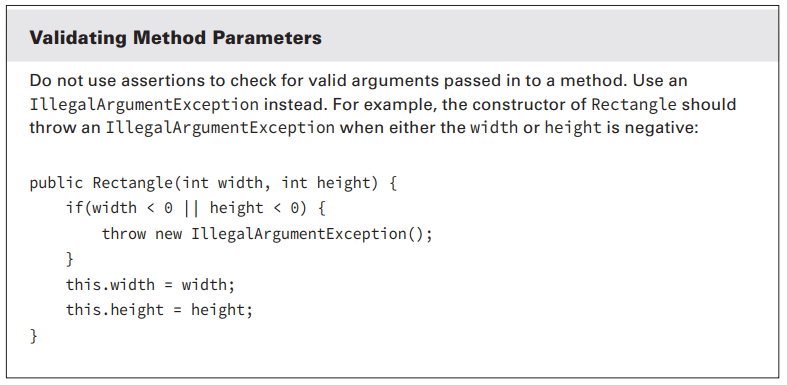 Validating Method Parameters
Do not use assertions to check for valid arguments passed in to a method. Use an
IllegalArgumentException instead. For example, the constructor of Rectangle should
throw an IllegalArgumentException when either the width or height is negative:
public Rectangle(int width, int height) {
    if(width < 0 || height < 0) {
        throw new IllegalArgumentException();
    }
    this.width = width;
    this.height = height;
}